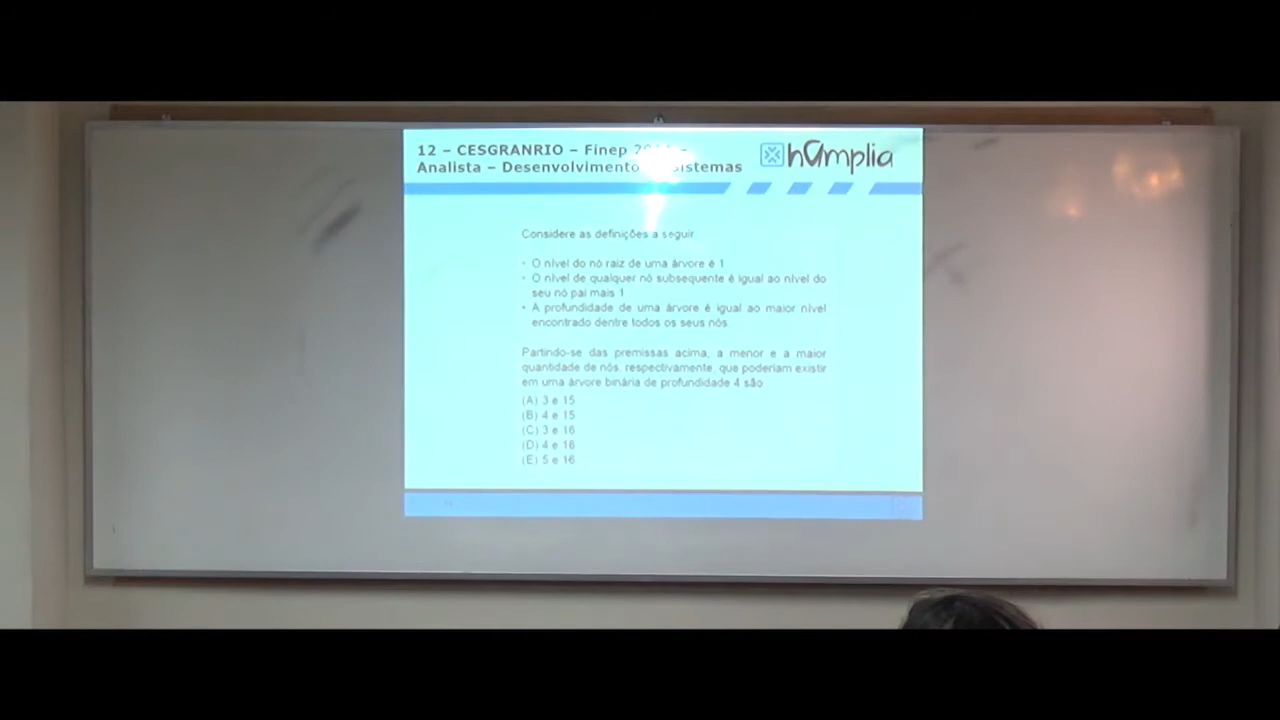 12 – CESGRANRIO – Finep
Analista – Desenvolvimento Sistemas
hamplia
Considere as definições a seguir.
• O nível do nó raiz de uma árvore é 1
• O nível de qualquer nó subsequente é igual ao nível do
seu nó pai mais 1
• A profundidade de uma árvore é igual ao maior nível
encontrado dentre todos os seus nós.
Partindo-se das premissas acima, a menor e a maior
quantidade de nós, respectivamente, que poderiam existir
em uma árvore binária de profundidade 4 são
(A) 3 e 15
(B) 4 e 15
(C) 3 e 16
(D) 4 e 16
(E) 5 e 16